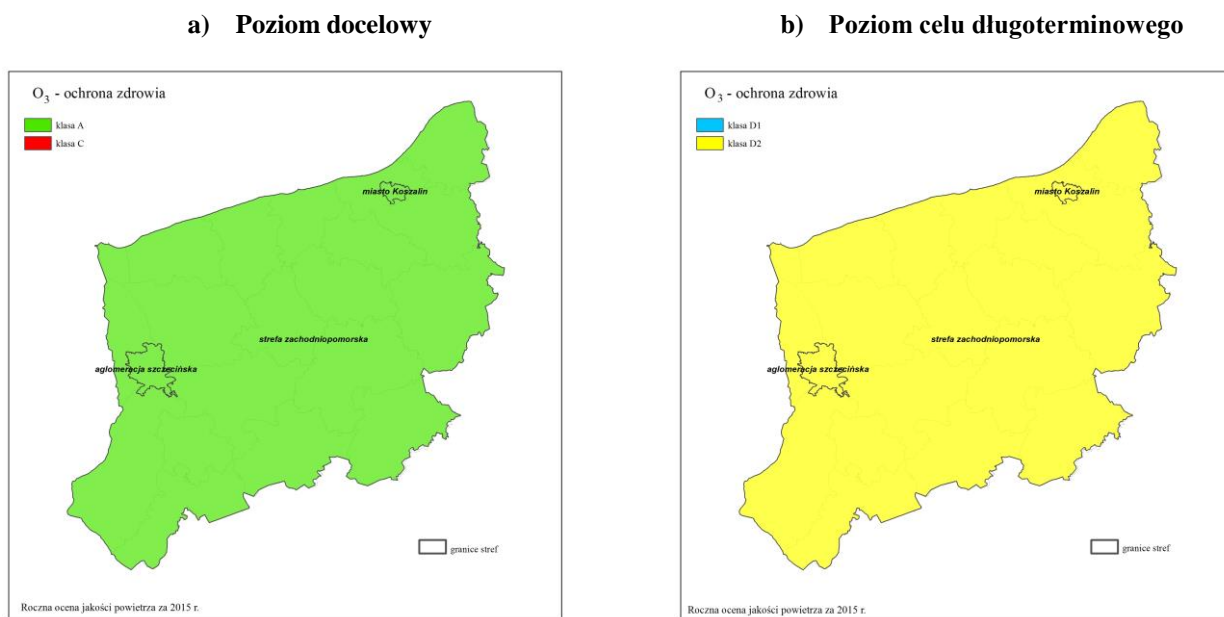 a) Poziom docelowy
O3 - ochrona zdrowia
klasa A
klasa C
miasto Koszalin
strefa zachodniopomorska
aglomeracja szczecińska
granice stref
Roczna ocena jakości powietrza za 2015 r.
b) Poziom celu długoterminowego
O3 - ochrona zdrowia
klasa D1
klasa D2
miasto Koszalin
strefa zachodniopomorska
aglomeracja szczecińska
granice stref
Roczna ocena jakości powietrza za 2015 r.